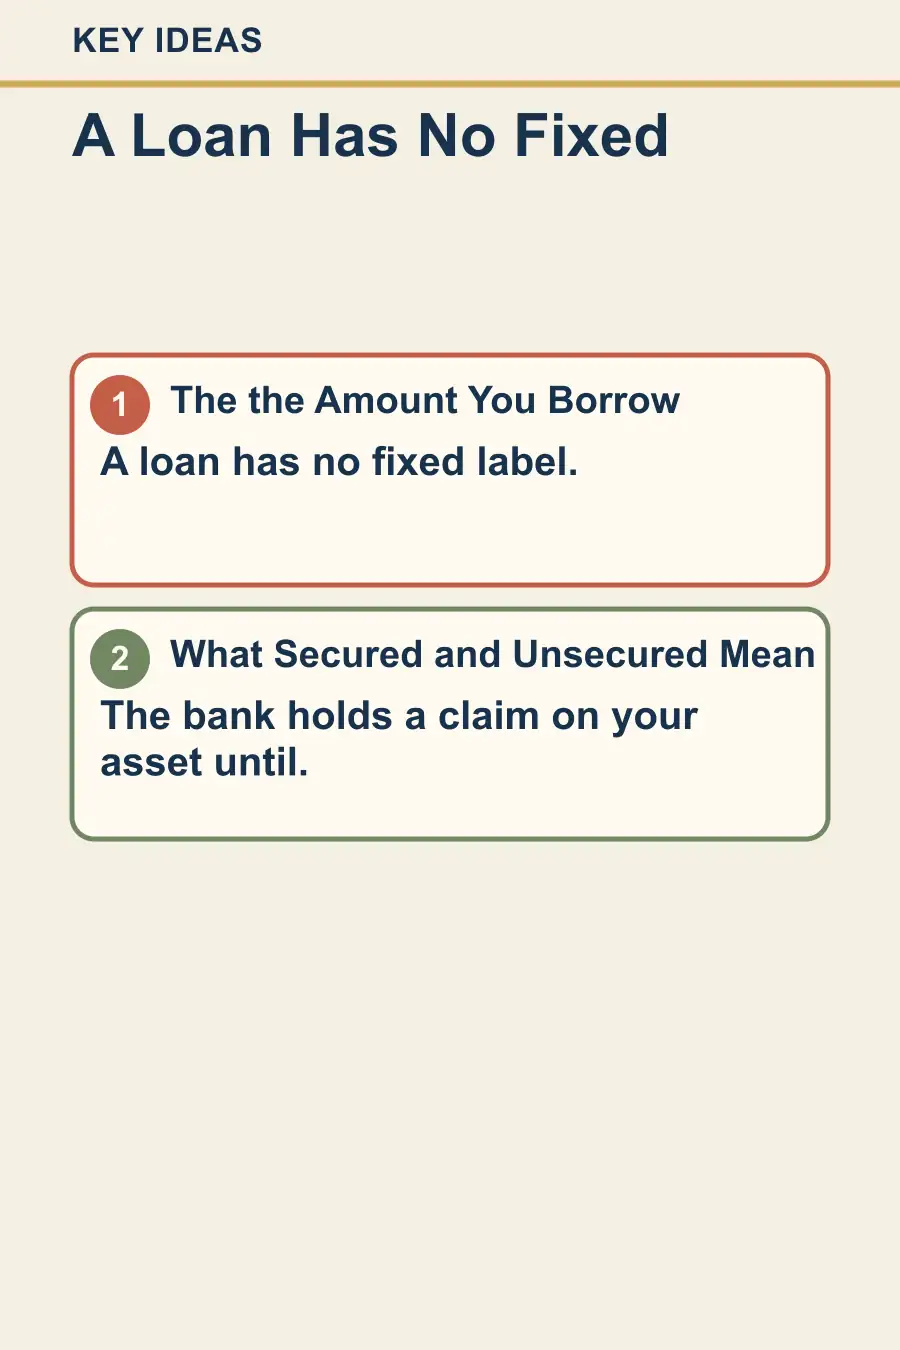 KEY IDEAS
A Loan Has No Fixed
1 The the Amount You Borrow
A loan has no fixed label.
2 What Secured and Unsecured Mean
The bank holds a claim on your
asset until.